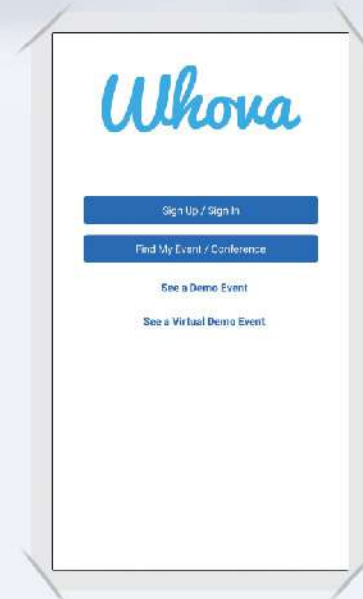 Whova
Sign Up / Sign In
Find My Event / Conference
See a Demo Event
See a Virtual Demo Event